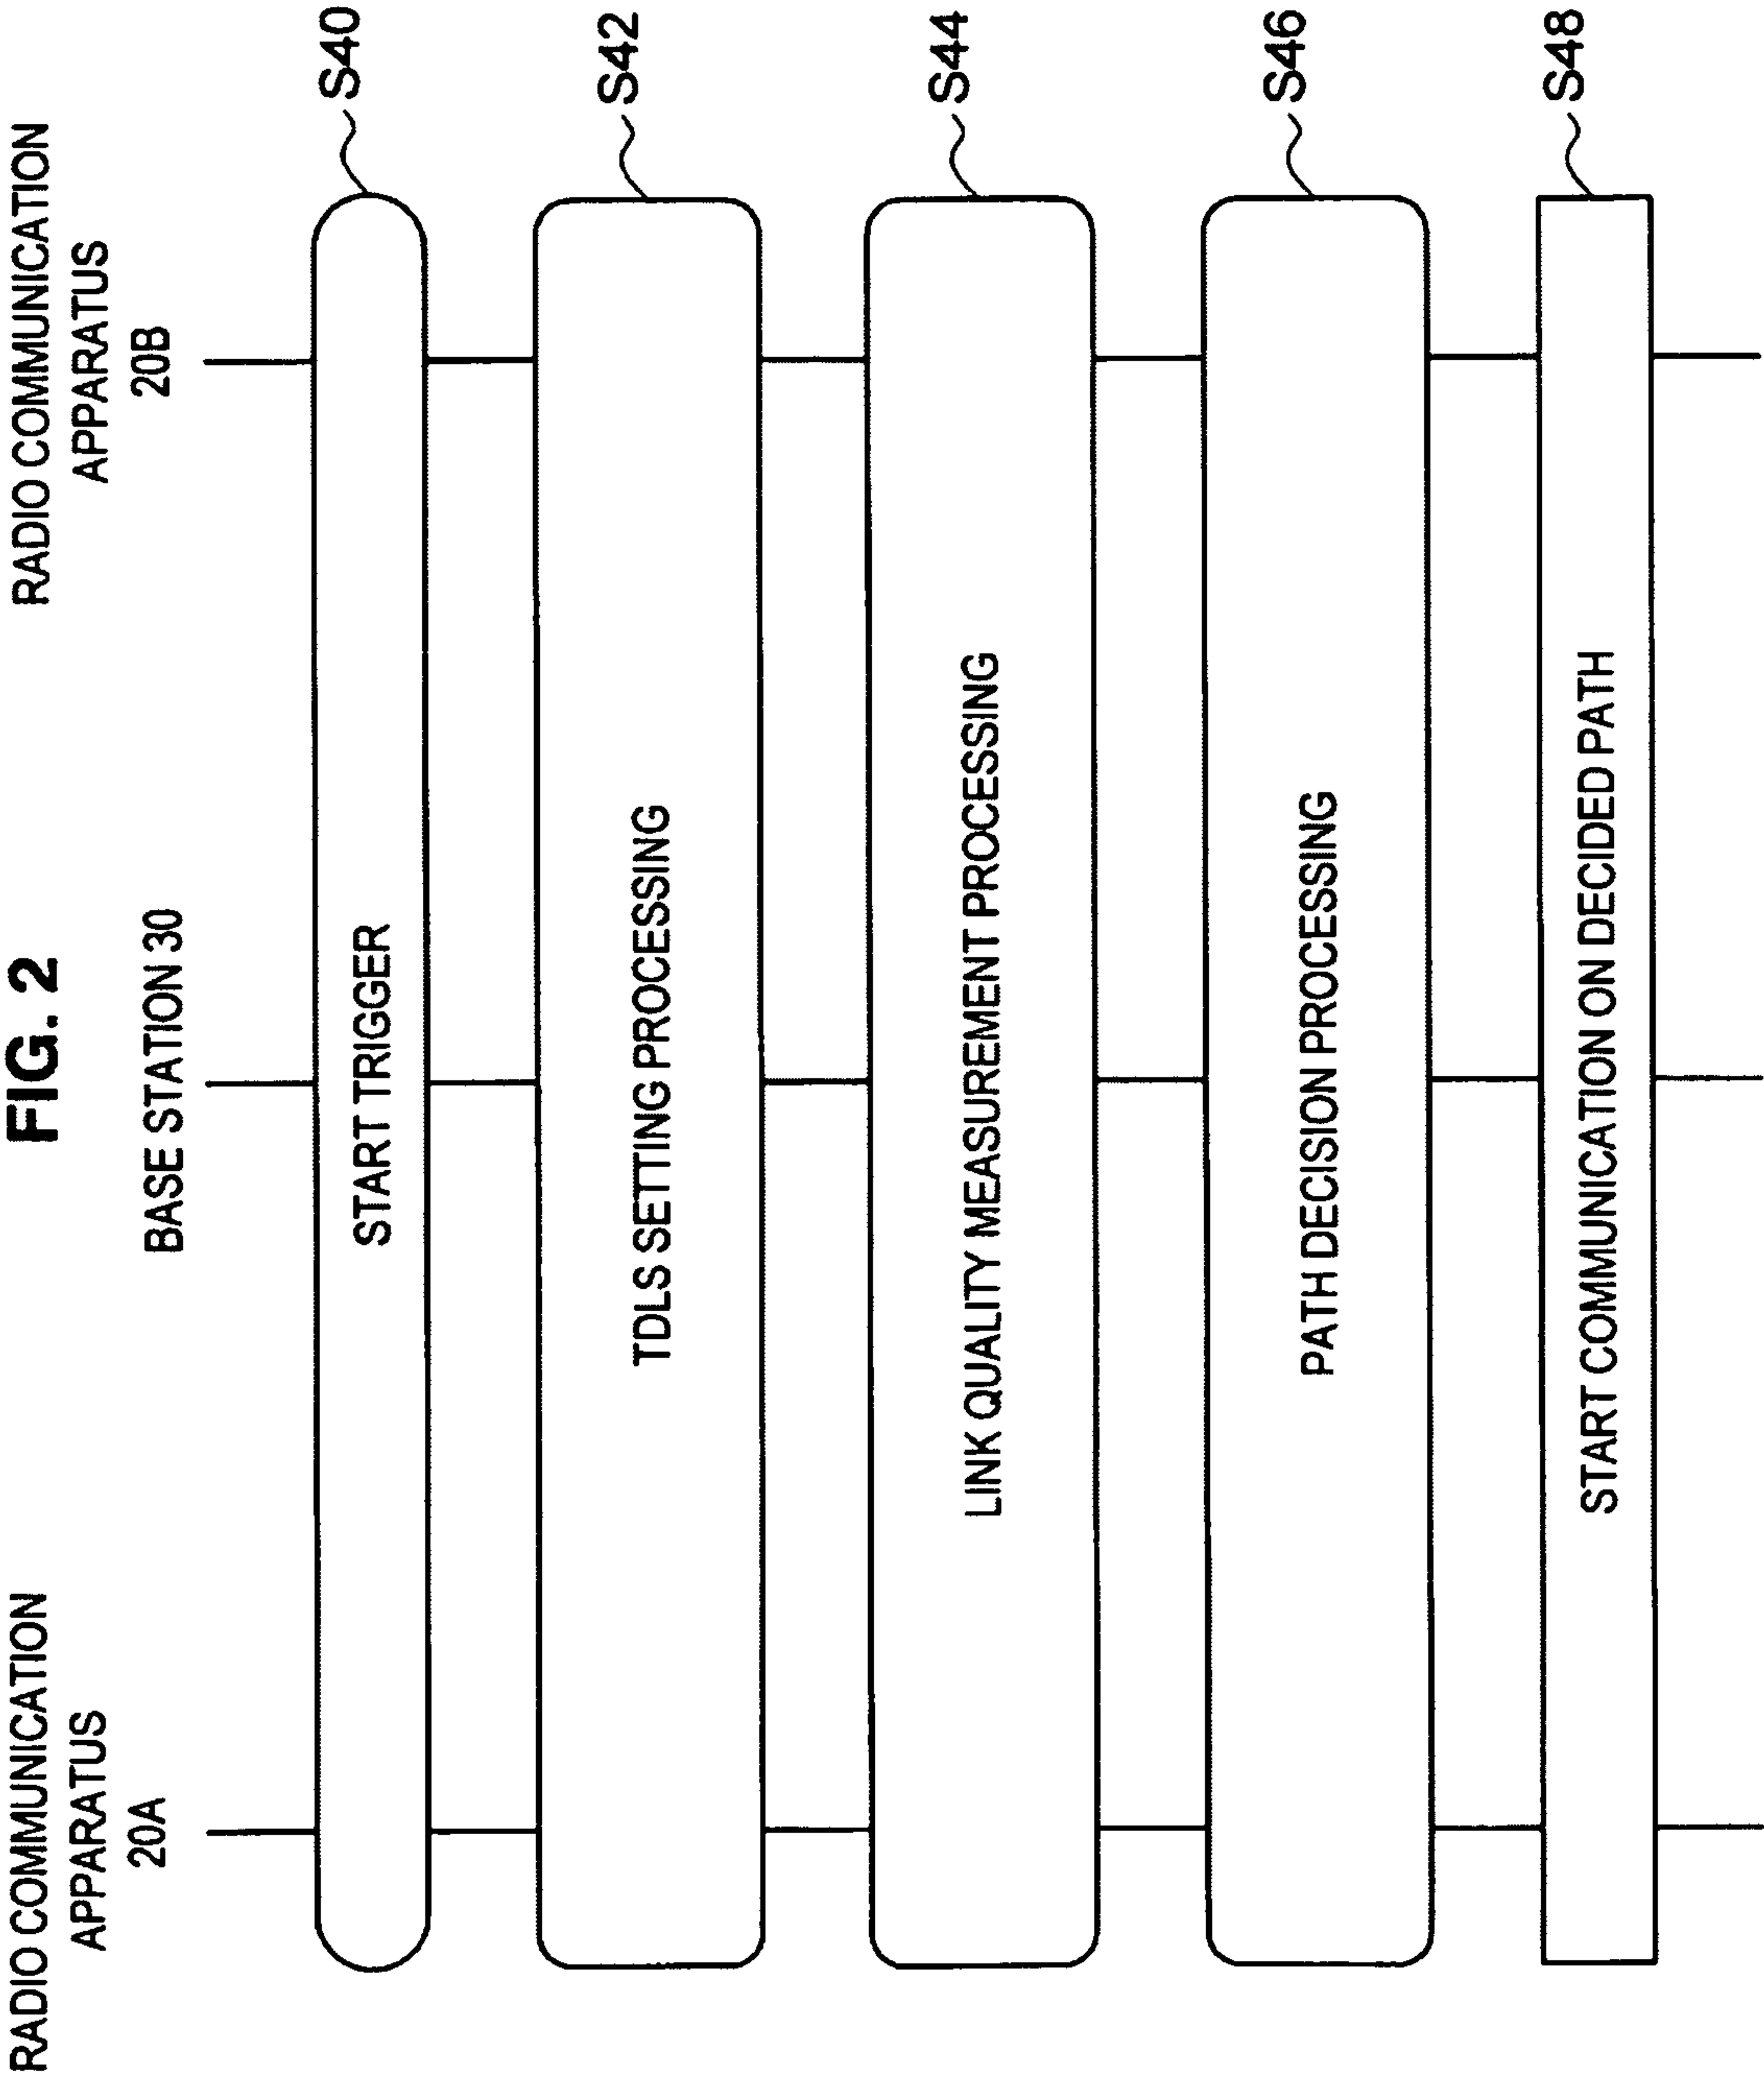 FIG. 2
RADIO COMMUNICATION
APPARATUS
20A
BASE STATION 30
RADIO COMMUNICATION
APPARATUS
20B
START TRIGGER
S40
TDLS SETTING PROCESSING
S42
LINK QUALITY MEASUREMENT PROCESSING
S44
PATH DECISION PROCESSING
S46
START COMMUNICATION ON DECIDED PATH
S48